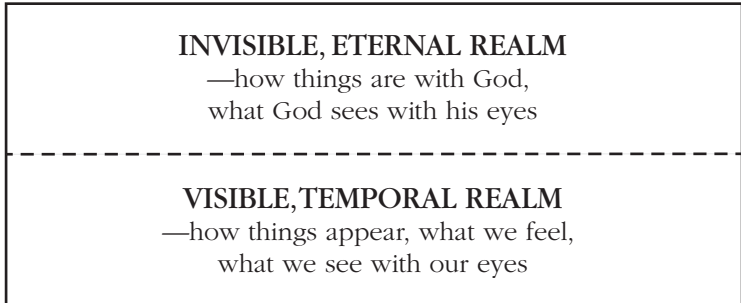 INVISIBLE, ETERNAL REALM
—how things are with God,
what God sees with his eyes
VISIBLE,TEMPORAL REALM
—how things appear, what we feel,
what we see with our eyes